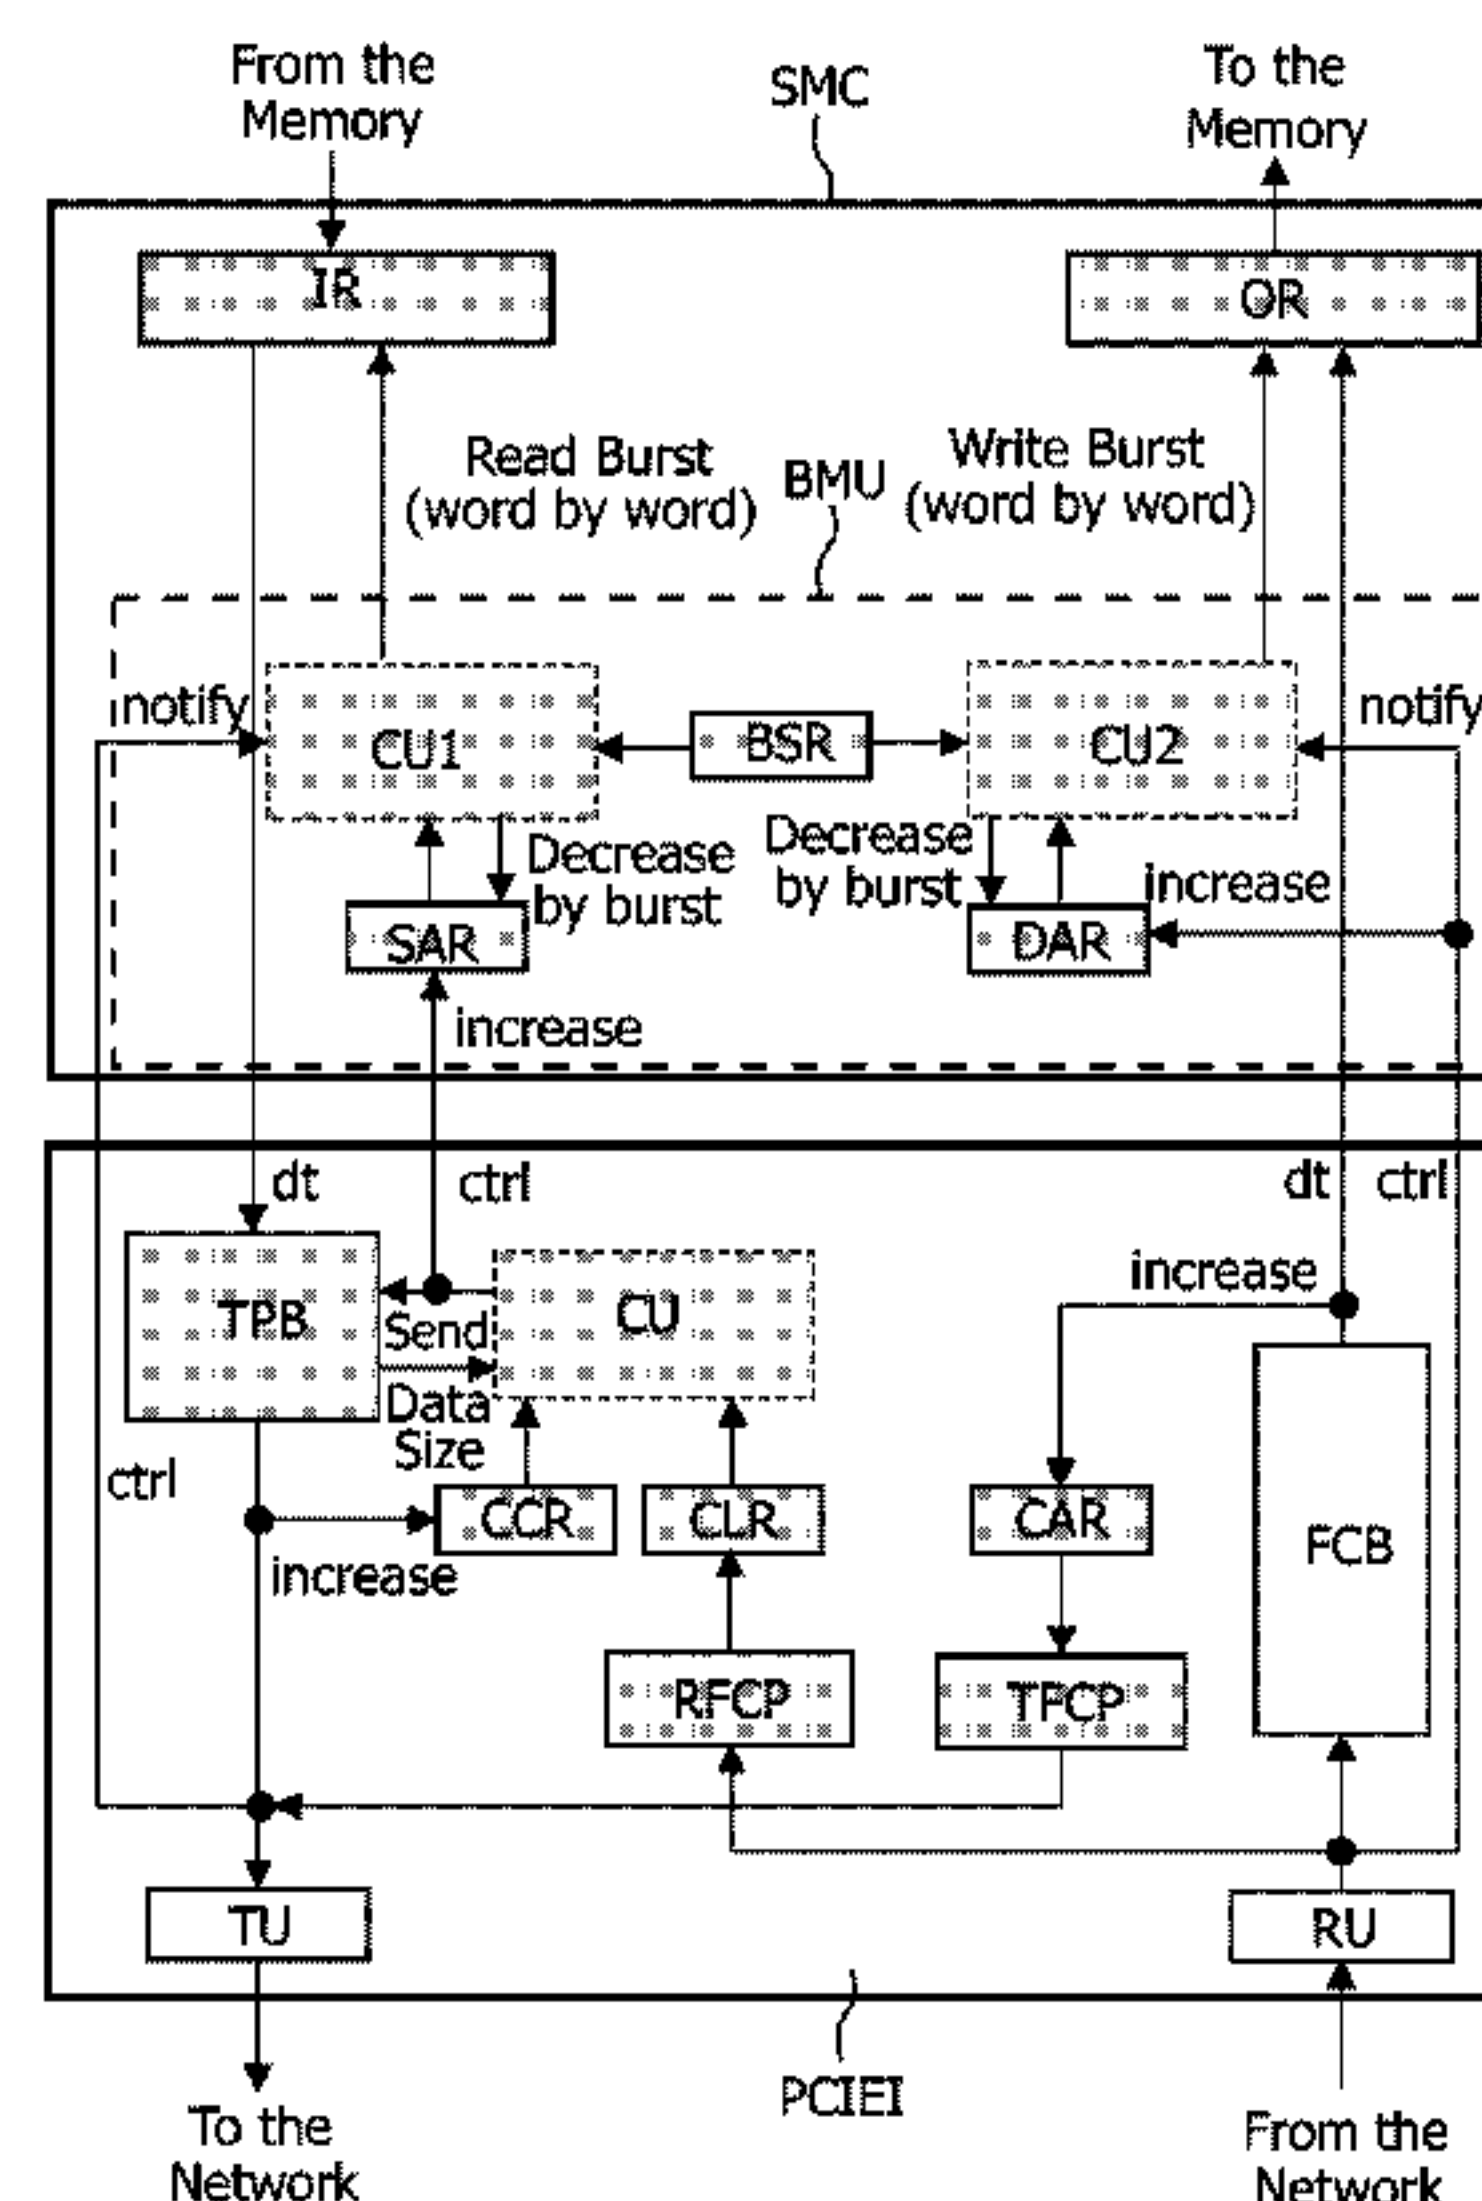 From the
Memory
SMC
To the
Memory
IR
OR
Read Burst
(word by word)
BMU
Write Burst
(word by word)
notify
CU1
BSR
CU2
notify
Decrease
by burst
Decrease
by burst
increase
SAR
DAR
increase
dt
ctrl
dt
ctrl
TPB
Send
CU
increase
Data
Size
ctrl
CCR
CLR
CAR
FCB
increase
RFCP
TFCP
TU
RU
PCIEI
To the
Network
From the
Network